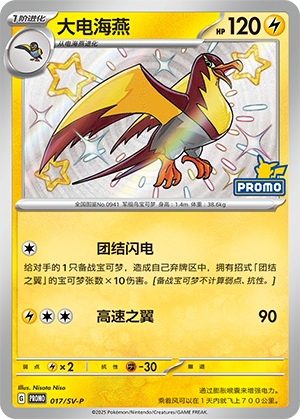 1阶进化
大电海燕
HP120
从电海燕进化
PROMO
全国图鉴No.0941 军舰鸟宝可梦 身高:1.4m 体重:38.6kg
团结闪电
给对手的1只备战宝可梦,造成自己弃牌区中,拥有招式「团结
之翼」的宝可梦张数×10伤害。[备战宝可梦不计算弱点、抗性。]
高速之翼 90
弱点 ×2 抗性 -30 撤退
Illus. Nisota Niso
G PROMO 017/SV-P
通过膨胀喉囊来增强电力。
乘着风可以在1天内就飞上700公里。
©2025 Pokémon/Nintendo/Creatures/GAME FREAK.